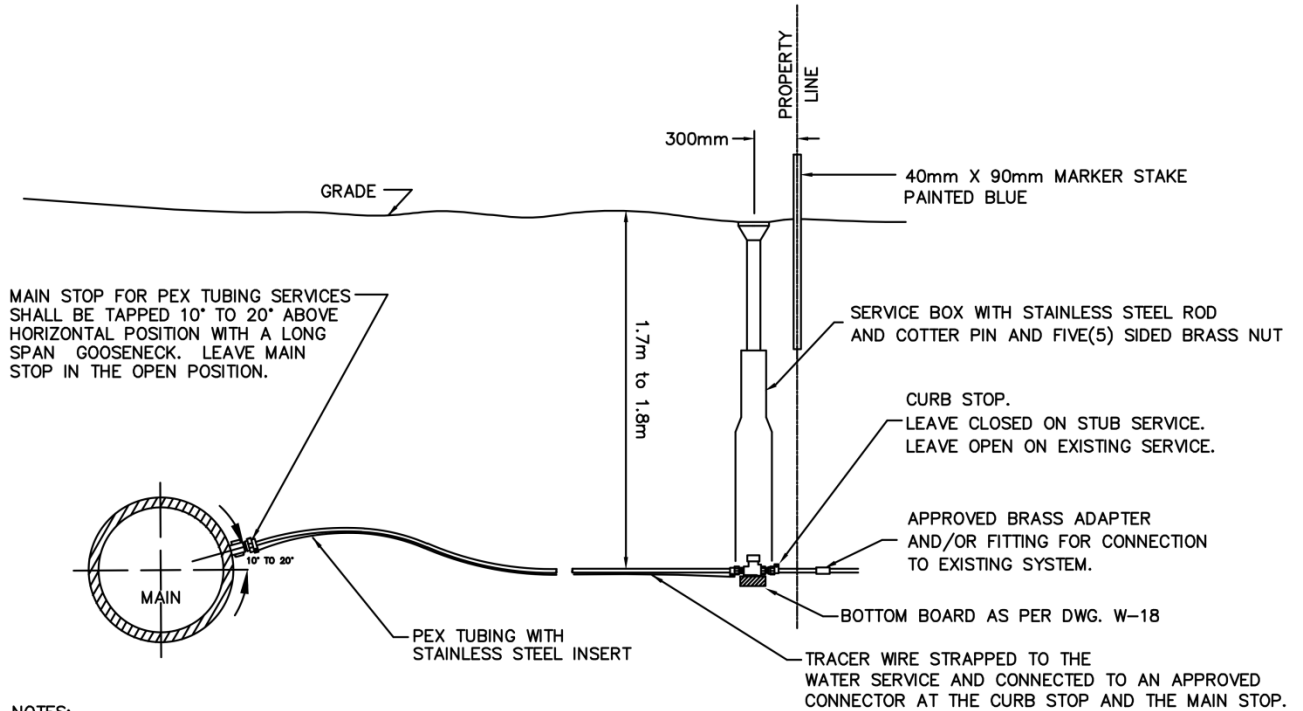 PROPERTY
LINE
300mm
40mm X 90mm MARKER STAKE
PAINTED BLUE
GRADE
MAIN STOP FOR PEX TUBING SERVICES
SHALL BE TAPPED 10° TO 20° ABOVE
HORIZONTAL POSITION WITH A LONG
SPAN GOOSENECK. LEAVE MAIN
STOP IN THE OPEN POSITION.
1.7m to 1.8m
SERVICE BOX WITH STAINLESS STEEL ROD
AND COTTER PIN AND FIVE(5) SIDED BRASS NUT
CURB STOP.
LEAVE CLOSED ON STUB SERVICE.
LEAVE OPEN ON EXISTING SERVICE.
APPROVED BRASS ADAPTER
AND/OR FITTING FOR CONNECTION
TO EXISTING SYSTEM.
10° TO 20°
MAIN
BOTTOM BOARD AS PER DWG. W-18
PEX TUBING WITH
STAINLESS STEEL INSERT
TRACER WIRE STRAPPED TO THE
WATER SERVICE AND CONNECTED TO AN APPROVED
CONNECTOR AT THE CURB STOP AND THE MAIN STOP.
NOTES: